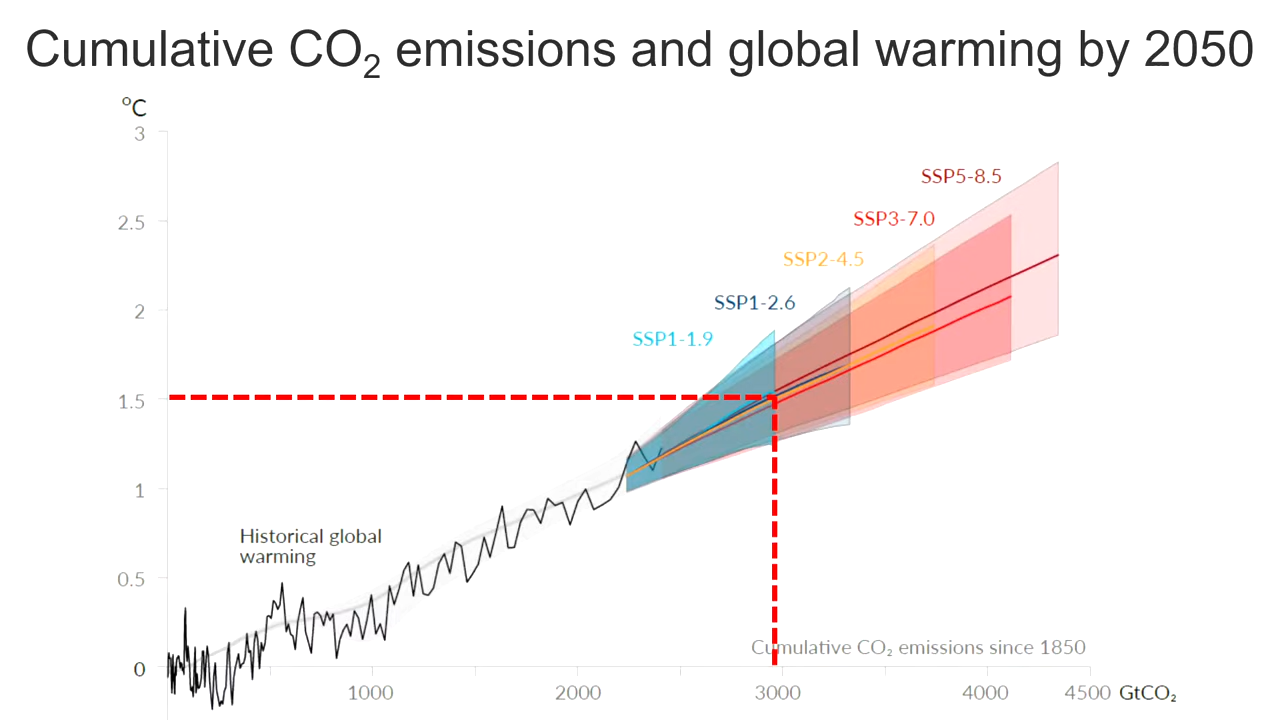 Cumulative CO₂ emissions and global warming by 2050
°C
3
SSP5-8.5
2.5
SSP3-7.0
SSP2-4.5
2
SSP1-2.6
SSP1-1.9
1.5
1
Historical global
warming
0.5
Cumulative CO₂ emissions since 1850
0
1000 2000 3000 4000 4500 GtCO₂